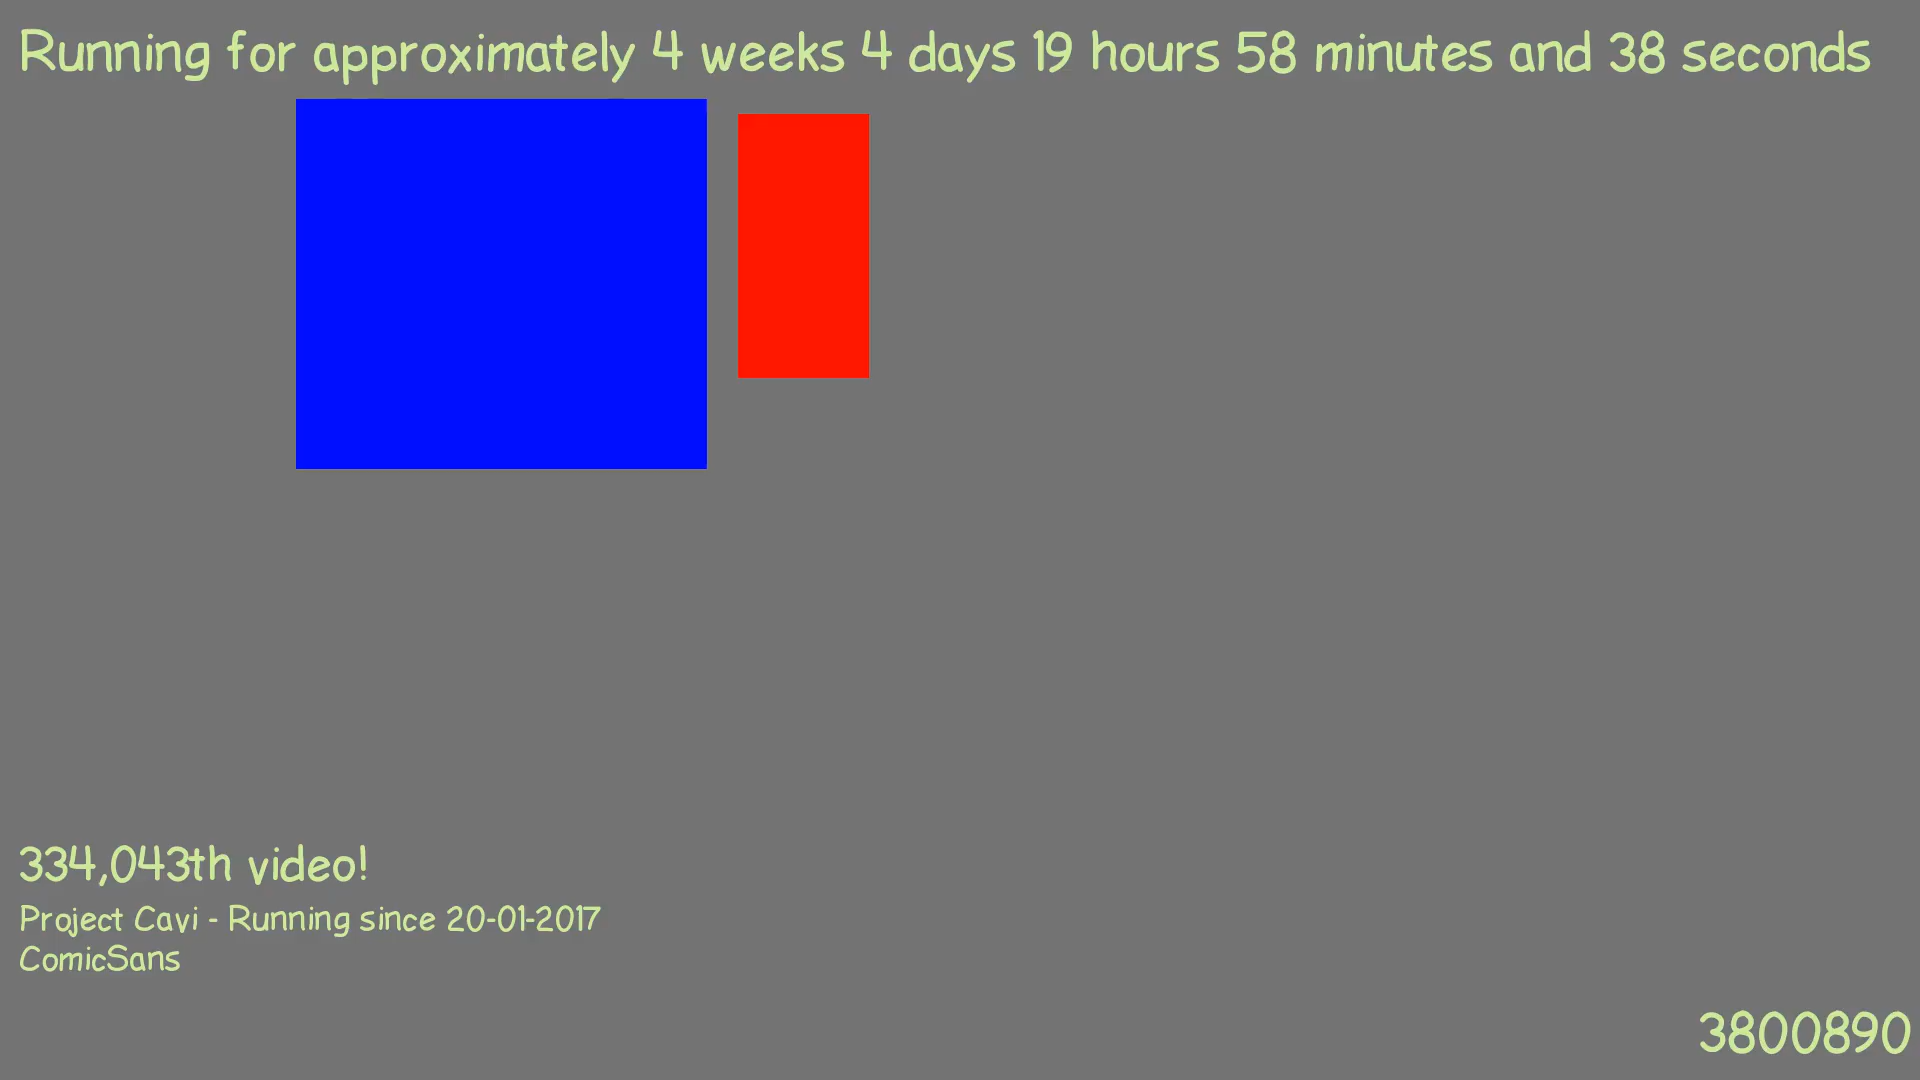 Running for approximately 4 weeks 4 days 19 hours 58 minutes and 38 seconds
334,043th video!
Project Cavi - Running since 20-01-2017
ComicSans
3800890